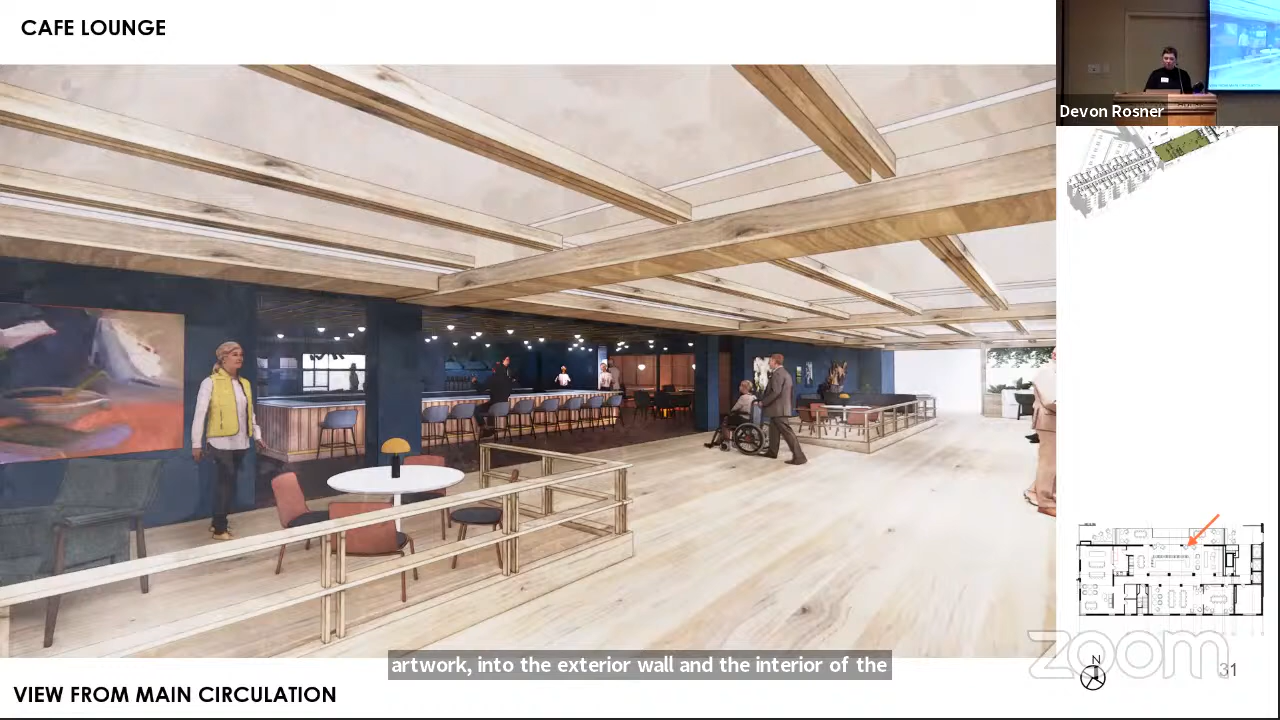 CAFE LOUNGE
Devon Rosner
artwork, into the exterior wall and the interior of the
zoom
N
31
VIEW FROM MAIN CIRCULATION